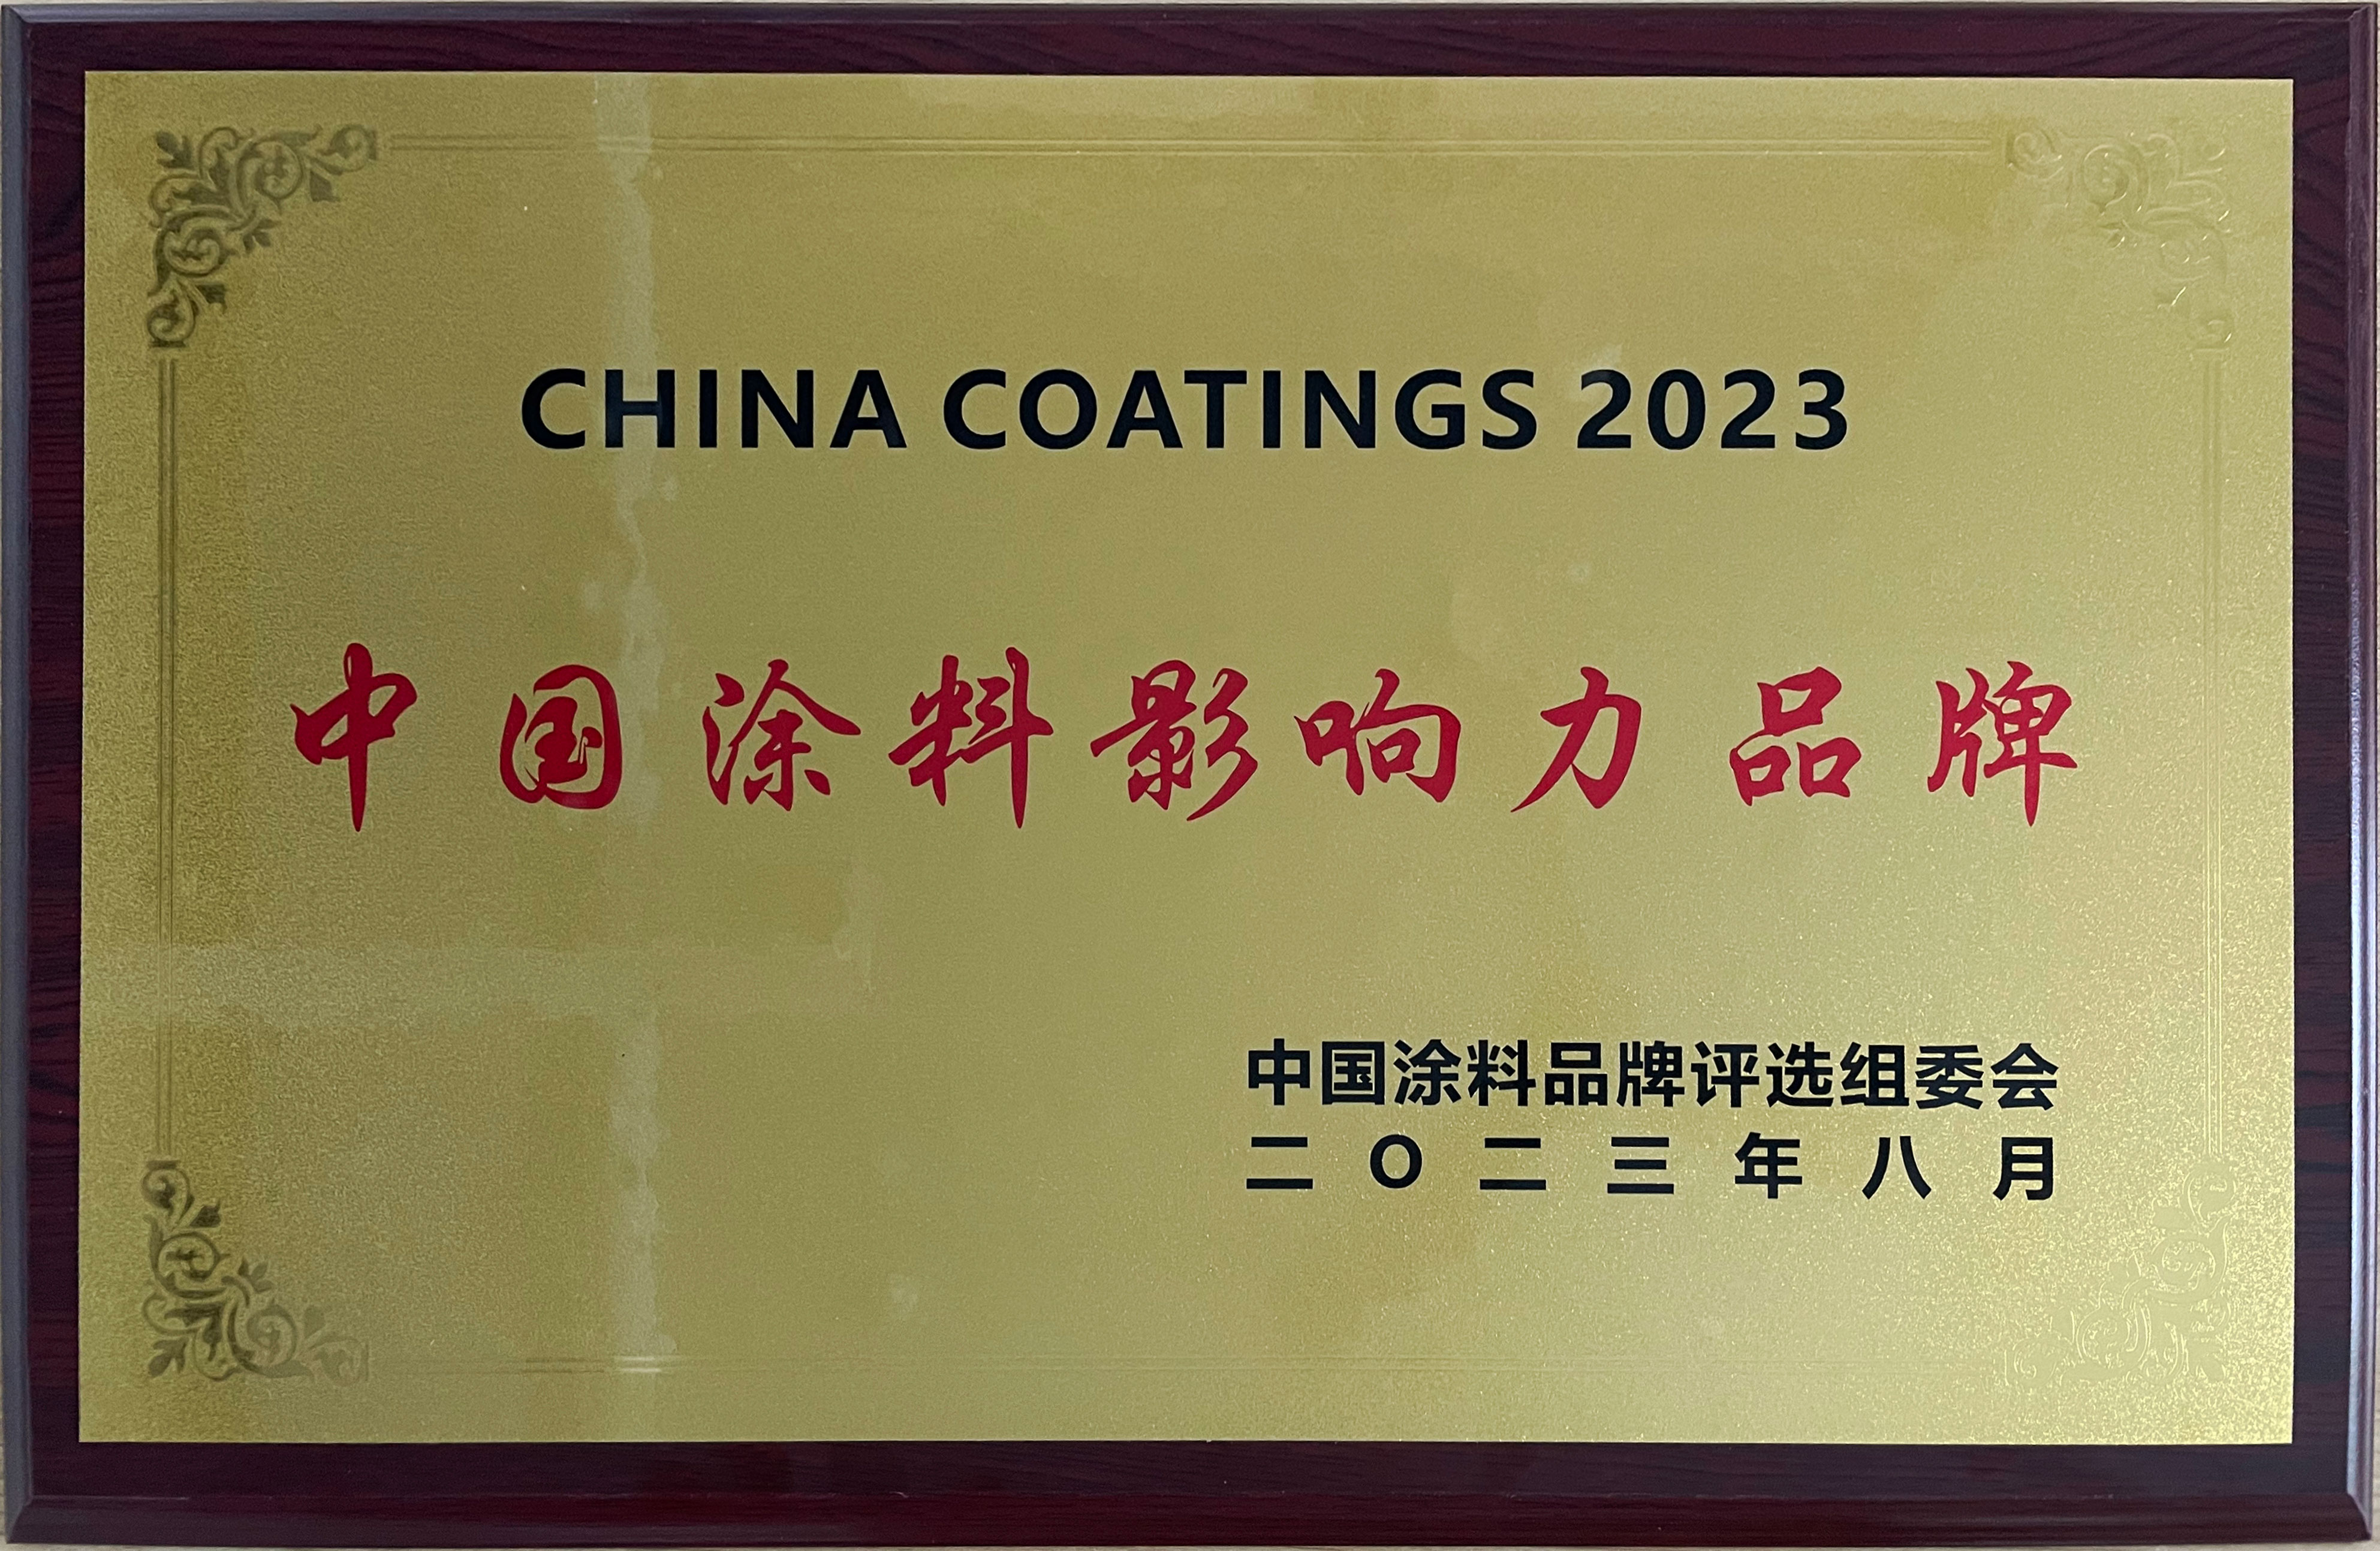 CHINA COATINGS 2023
中国涂料影响力品牌
中国涂料品牌评选组委会
二〇二三年八月